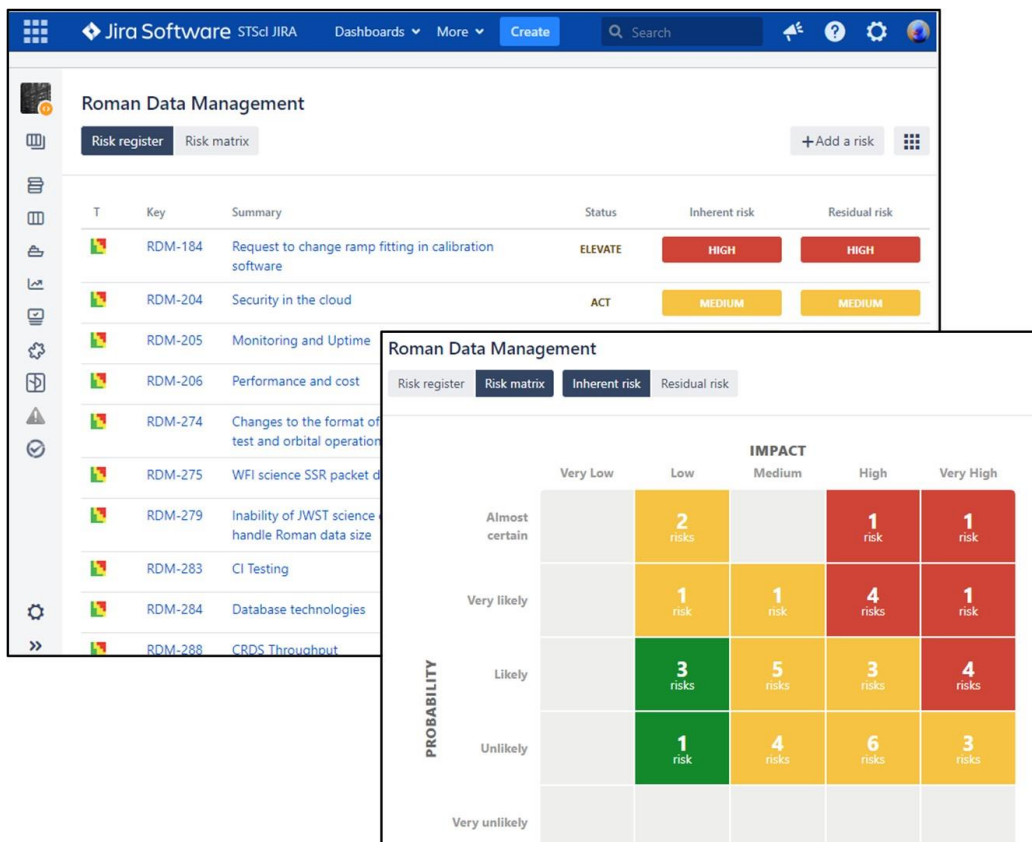 Jira Software STScI JIRA Dashboards More Create Search
Roman Data Management
Risk register Risk matrix +Add a risk
T Key Summary Status Inherent risk Residual risk
RDM-184 Request to change ramp fitting in calibration software ELEVATE HIGH HIGH
RDM-204 Security in the cloud ACT MEDIUM MEDIUM
RDM-205 Monitoring and Uptime
RDM-206 Performance and cost
RDM-274 Changes to the format of
test and orbital operation
RDM-275 WFI science SSR packet d
RDM-279 Inability of JWST science
handle Roman data size
RDM-283 CI Testing
RDM-284 Database technologies
RDM-288 CRDS Throughput
Roman Data Management
Risk register Risk matrix Inherent risk Residual risk
IMPACT
Very Low Low Medium High Very High
PROBABILITY
Almost certain 2 risks 1 risk 1 risk
Very likely 1 risk 1 risk 4 risks 1 risk
Likely 3 risks 5 risks 3 risks 4 risks
Unlikely 1 risk 4 risks 6 risks 3 risks
Very unlikely